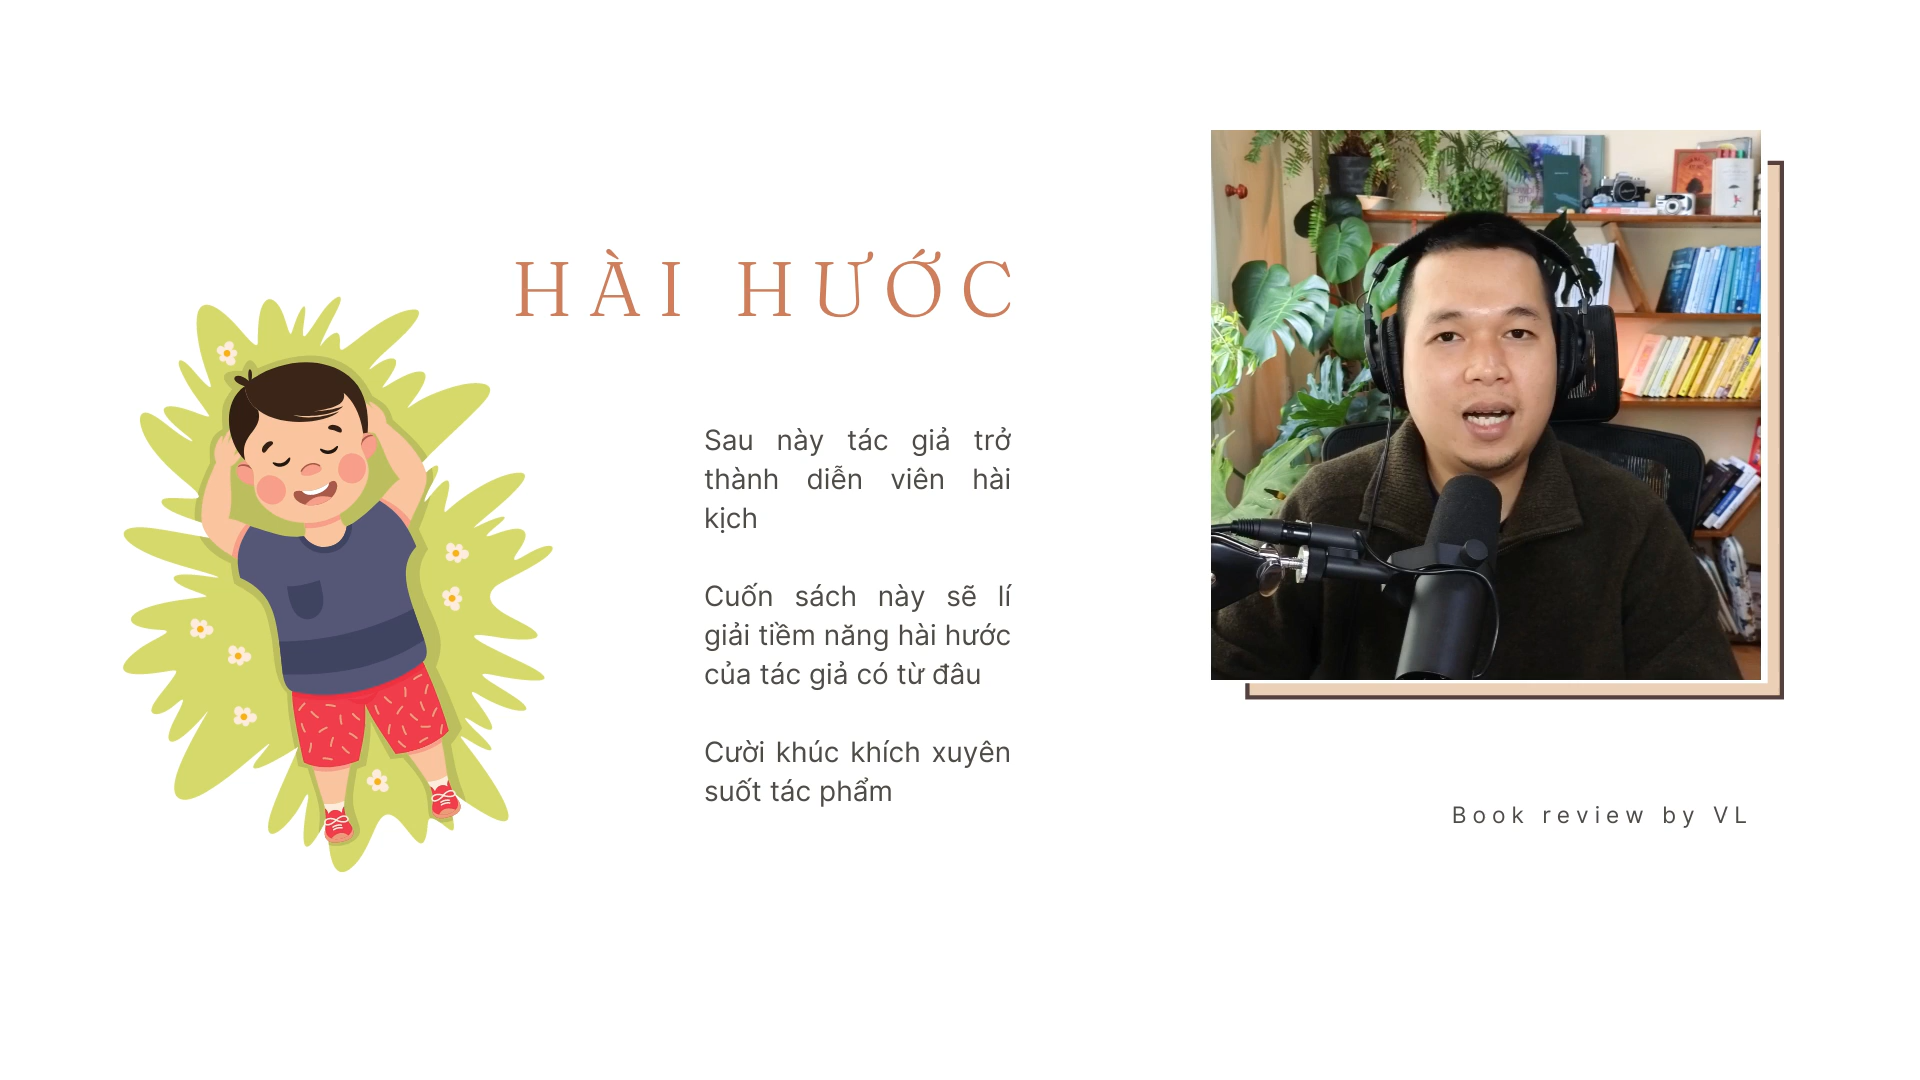 HÀI HƯỚC
Sau này tác giả trở
thành diễn viên hài
kịch
Cuốn sách này sẽ lí
giải tiềm năng hài hước
của tác giả có từ đâu
Cười khúc khích xuyên
suốt tác phẩm
Book review by VL